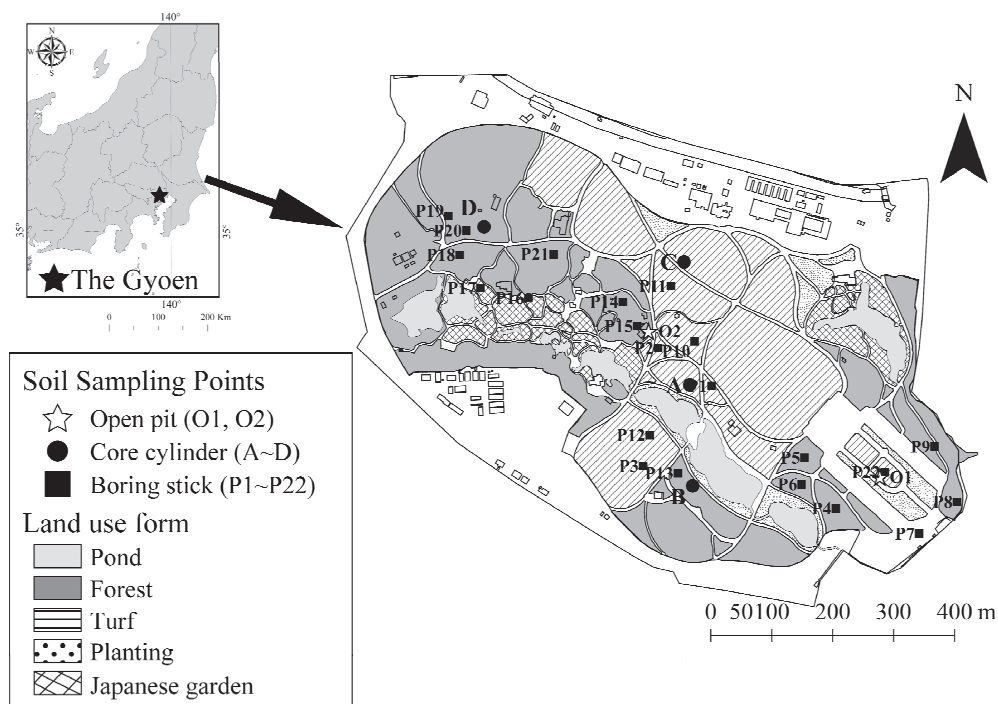 140°
N
W E
S
35°
35°
The Gyoen
140°
0 100 200 Km
N
P19
D
P20
P18
P21
C
P17
P16
P11
P14
P15
O2
P2
P10
A
1
P12
P3
P13
B
P5
P6
P4
P9
P22
O1
P8
P7
0 50 100 200 300 400 m
Soil Sampling Points
Open pit (O1, O2)
Core cylinder (A~D)
Boring stick (P1~P22)
Land use form
Pond
Forest
Turf
Planting
Japanese garden